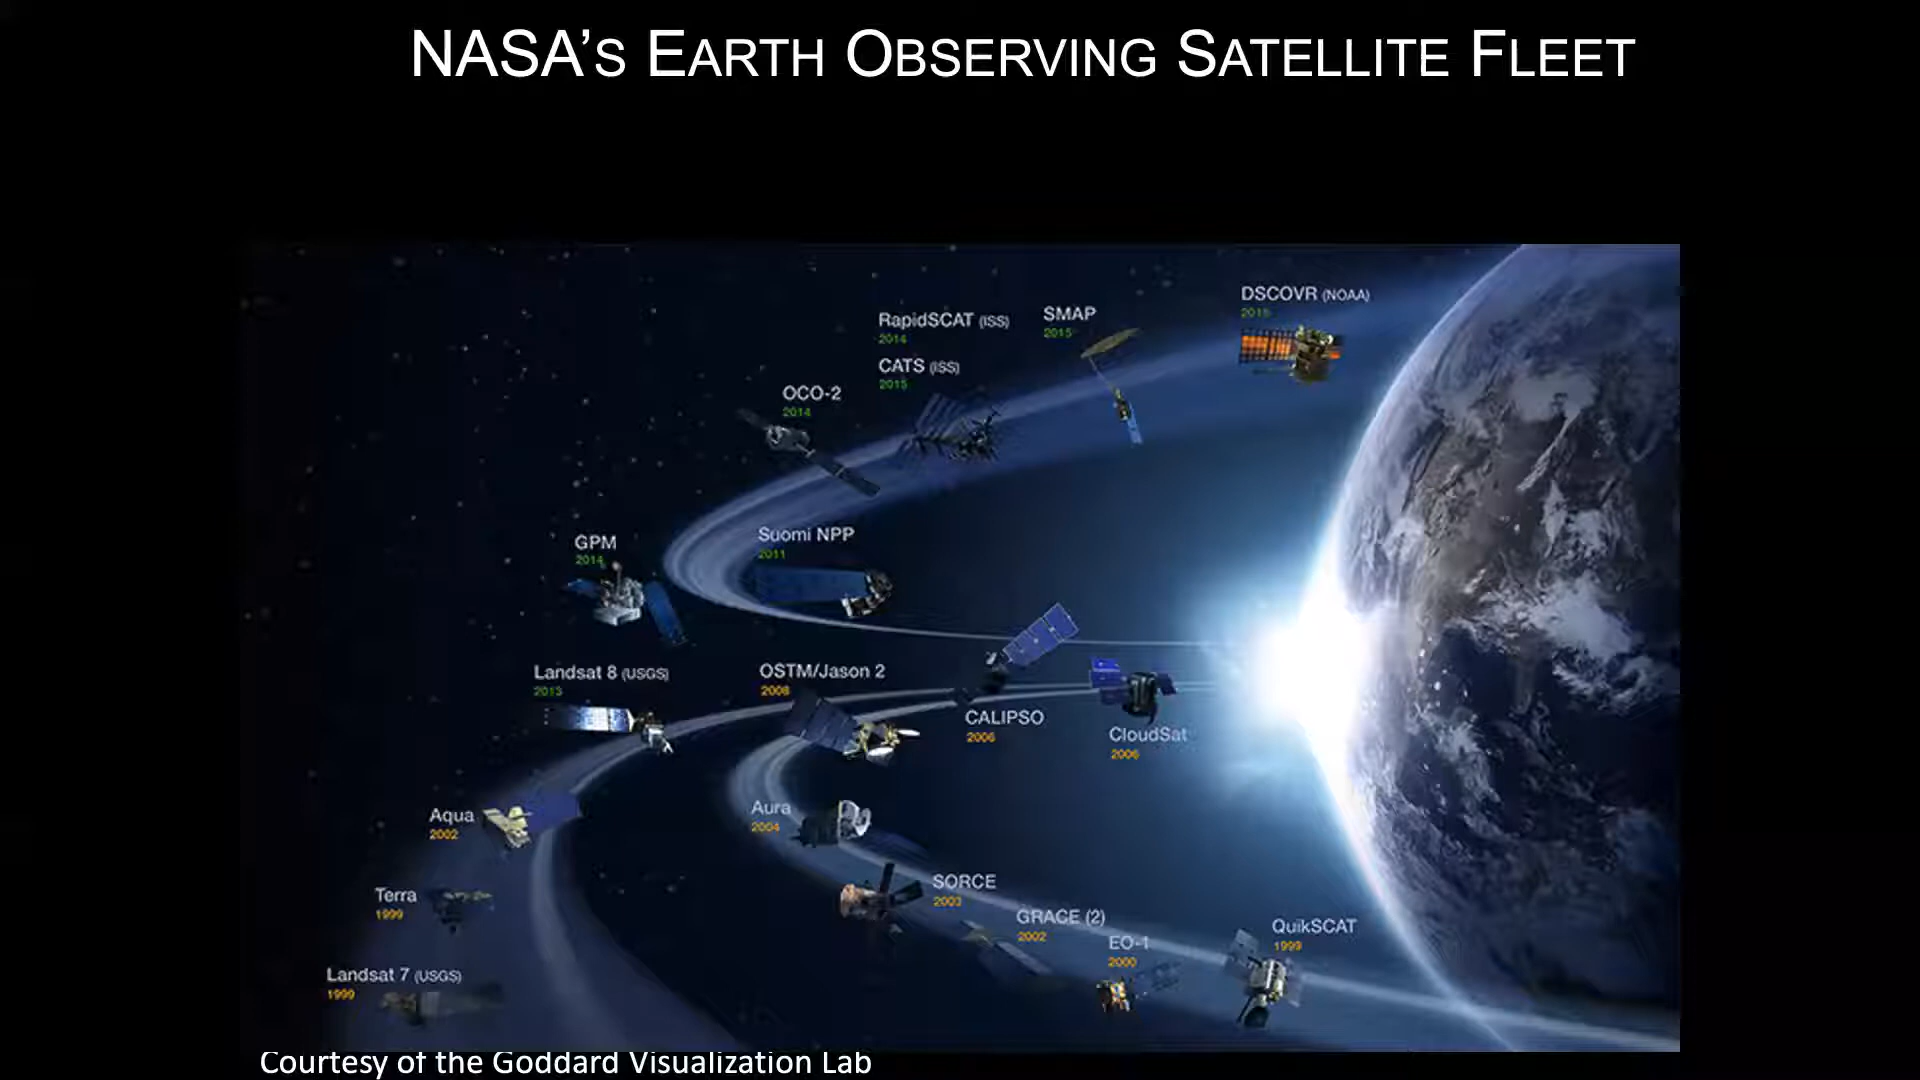 NASA’S EARTH OBSERVING SATELLITE FLEET
DSCOVR (NOAA)
2015
RapidSCAT (ISS)
2014
SMAP
2015
CATS (ISS)
2015
OCO-2
2014
GPM
2014
Suomi NPP
2011
Landsat 8 (USGS)
2013
OSTM/Jason 2
2008
CALIPSO
2006
CloudSat
2006
Aqua
2002
Aura
2004
Terra
1999
SORCE
2003
GRACE (2)
2002
EO-1
2000
QuikSCAT
1999
Landsat 7 (USGS)
1999
Courtesy of the Goddard Visualization Lab